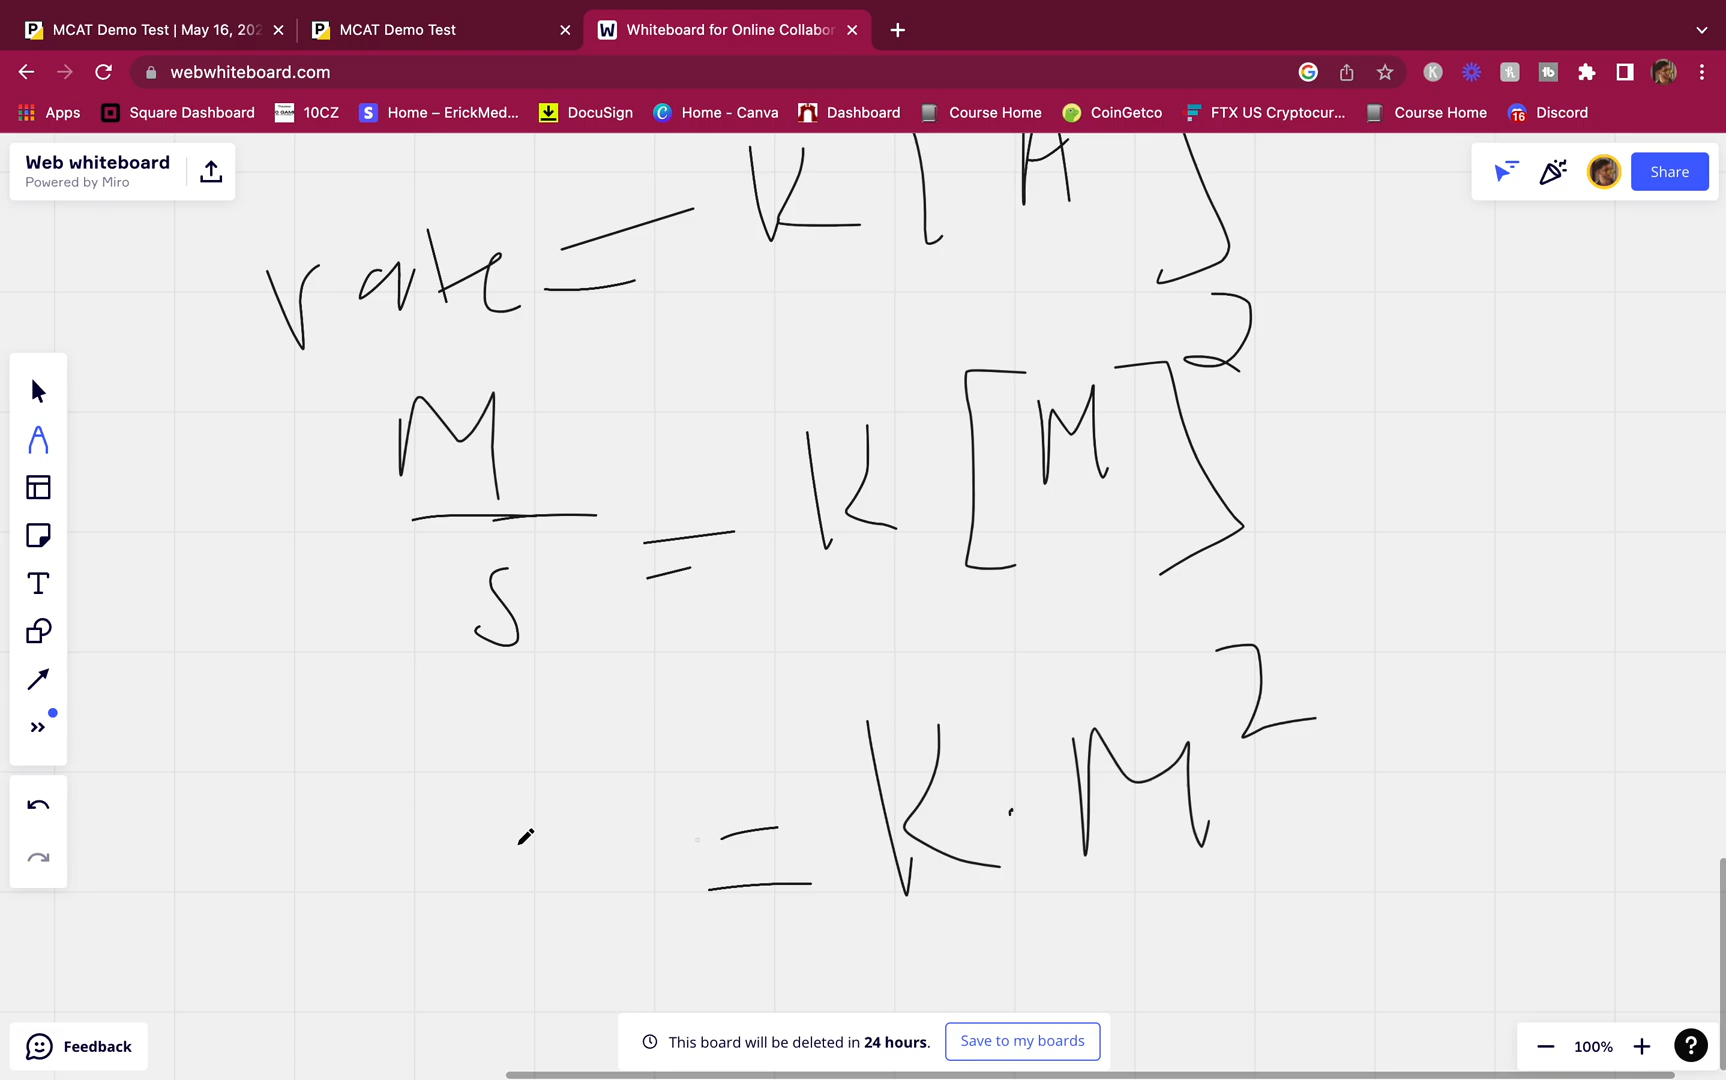 MCAT Demo Test | May 16, 202
MCAT Demo Test
Whiteboard for Online Collabor
webwhiteboard.com
Apps
Square Dashboard
10CZ
Home – ErickMed...
DocuSign
Home - Canva
Dashboard
Course Home
CoinGetco
FTX US Cryptocur...
Course Home
16
Discord
Web whiteboard
Powered by Miro
Share
rate = K [A]
M/S = K [M]²
= K · M²
Feedback
This board will be deleted in 24 hours.
Save to my boards
100%
?